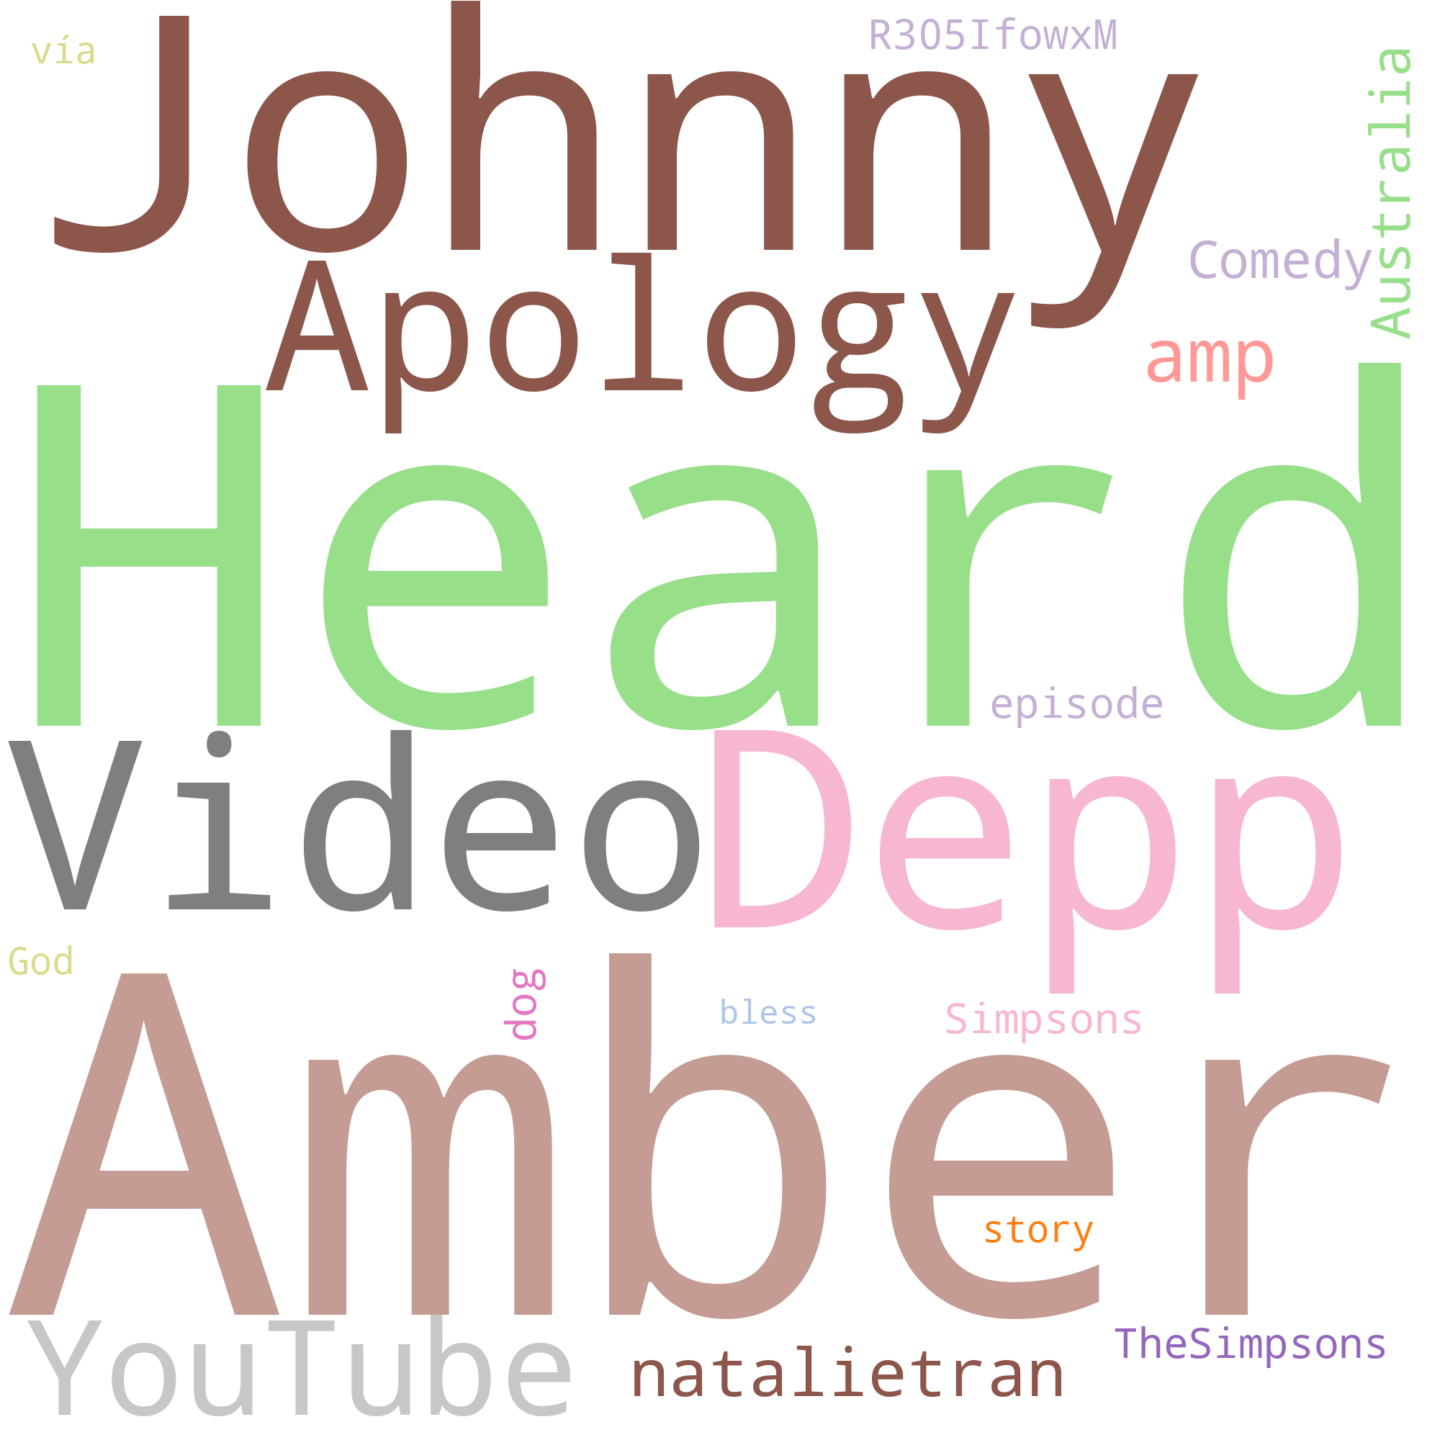 vía
R305IfowxM
Johnny
Australia
Comedy
Apology
amp
Heard
episode
Video
Depp
God
dog
bless
Simpsons
Amber
story
YouTube
natalietran
TheSimpsons